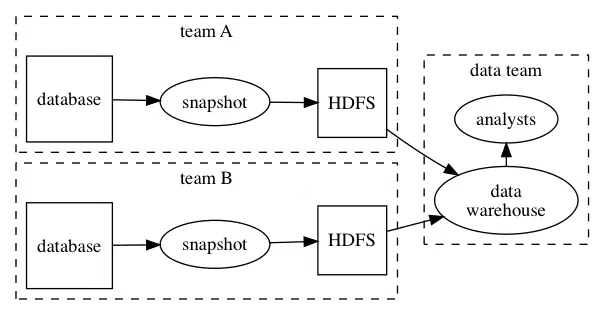 team A
database
snapshot
HDFS
team B
database
snapshot
HDFS
data team
analysts
data
warehouse